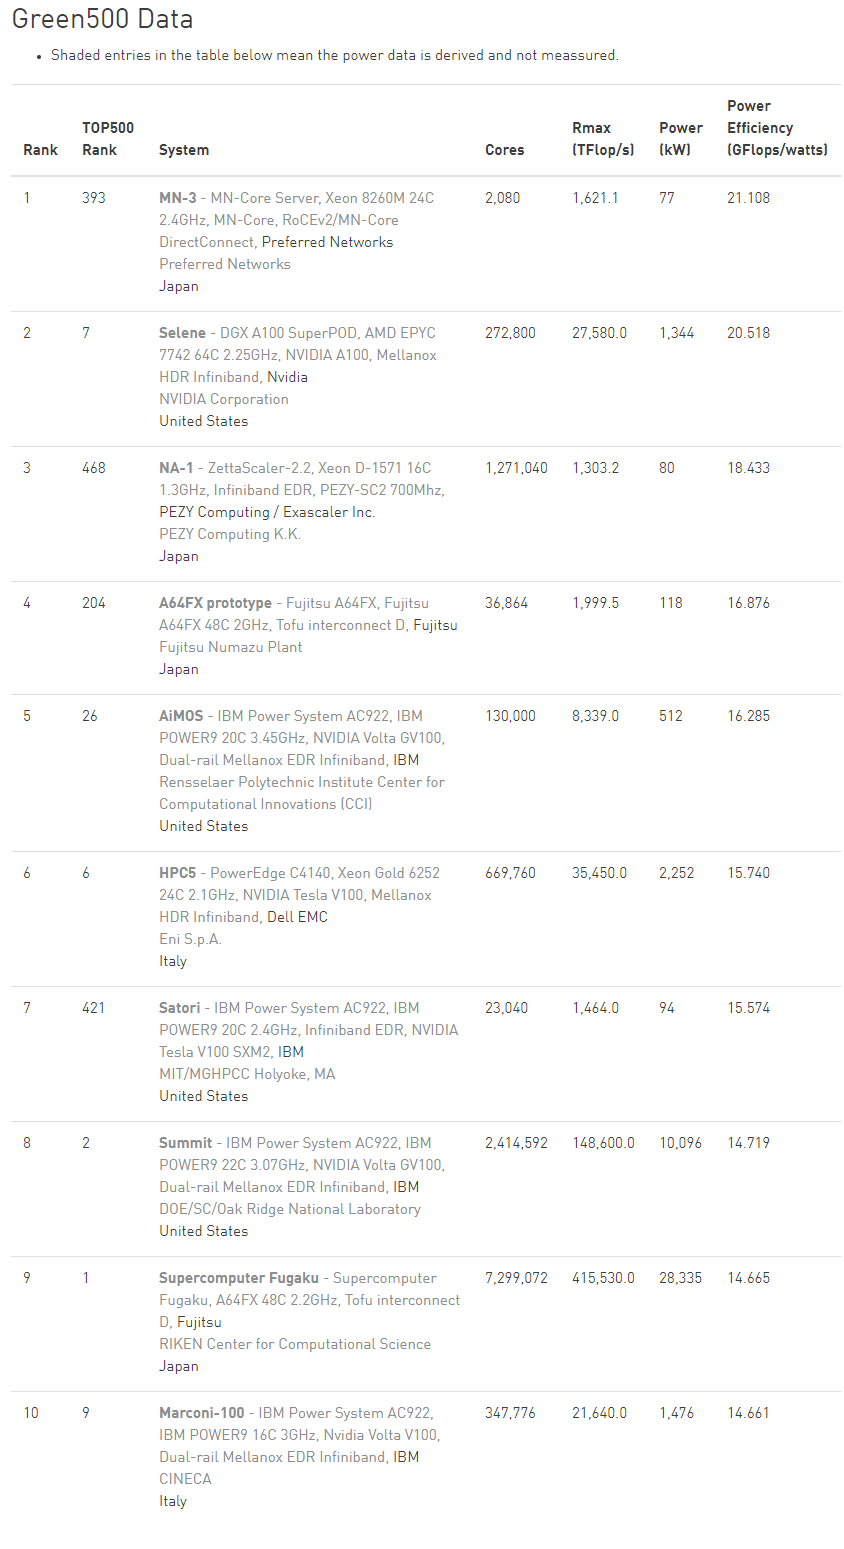 Green500 Data
• Shaded entries in the table below mean the power data is derived and not meassured.
Rank TOP500 Rank System Cores Rmax (TFlop/s) Power (kW) Power Efficiency (GFlops/watts)
1 393 MN-3 - MN-Core Server, Xeon 8260M 24C 2,080 1,621.1 77 21.108
2.4GHz, MN-Core, RoCEv2/MN-Core
DirectConnect, Preferred Networks
Preferred Networks
Japan
2 7 Selene - DGX A100 SuperPOD, AMD EPYC 272,800 27,580.0 1,344 20.518
7742 64C 2.25GHz, NVIDIA A100, Mellanox
HDR Infiniband, Nvidia
NVIDIA Corporation
United States
3 468 NA-1 - ZettaScaler-2.2, Xeon D-1571 16C 1,271,040 1,303.2 80 18.433
1.3GHz, Infiniband EDR, PEZY-SC2 700Mhz,
PEZY Computing / Exascaler Inc.
PEZY Computing K.K.
Japan
4 204 A64FX prototype - Fujitsu A64FX, Fujitsu 36,864 1,999.5 118 16.876
A64FX 48C 2GHz, Tofu interconnect D, Fujitsu
Fujitsu Numazu Plant
Japan
5 26 AiMOS - IBM Power System AC922, IBM 130,000 8,339.0 512 16.285
POWER9 20C 3.45GHz, NVIDIA Volta GV100,
Dual-rail Mellanox EDR Infiniband, IBM
Rensselaer Polytechnic Institute Center for
Computational Innovations (CCI)
United States
6 6 HPC5 - PowerEdge C4140, Xeon Gold 6252 669,760 35,450.0 2,252 15.740
24C 2.1GHz, NVIDIA Tesla V100, Mellanox
HDR Infiniband, Dell EMC
Eni S.p.A.
Italy
7 421 Satori - IBM Power System AC922, IBM 23,040 1,464.0 94 15.574
POWER9 20C 2.4GHz, Infiniband EDR, NVIDIA
Tesla V100 SXM2, IBM
MIT/MGHPCC Holyoke, MA
United States
8 2 Summit - IBM Power System AC922, IBM 2,414,592 148,600.0 10,096 14.719
POWER9 22C 3.07GHz, NVIDIA Volta GV100,
Dual-rail Mellanox EDR Infiniband, IBM
DOE/SC/Oak Ridge National Laboratory
United States
9 1 Supercomputer Fugaku - Supercomputer 7,299,072 415,530.0 28,335 14.665
Fugaku, A64FX 48C 2.2GHz, Tofu interconnect
D, Fujitsu
RIKEN Center for Computational Science
Japan
10 9 Marconi-100 - IBM Power System AC922, 347,776 21,640.0 1,476 14.661
IBM POWER9 16C 3GHz, Nvidia Volta V100,
Dual-rail Mellanox EDR Infiniband, IBM
CINECA
Italy